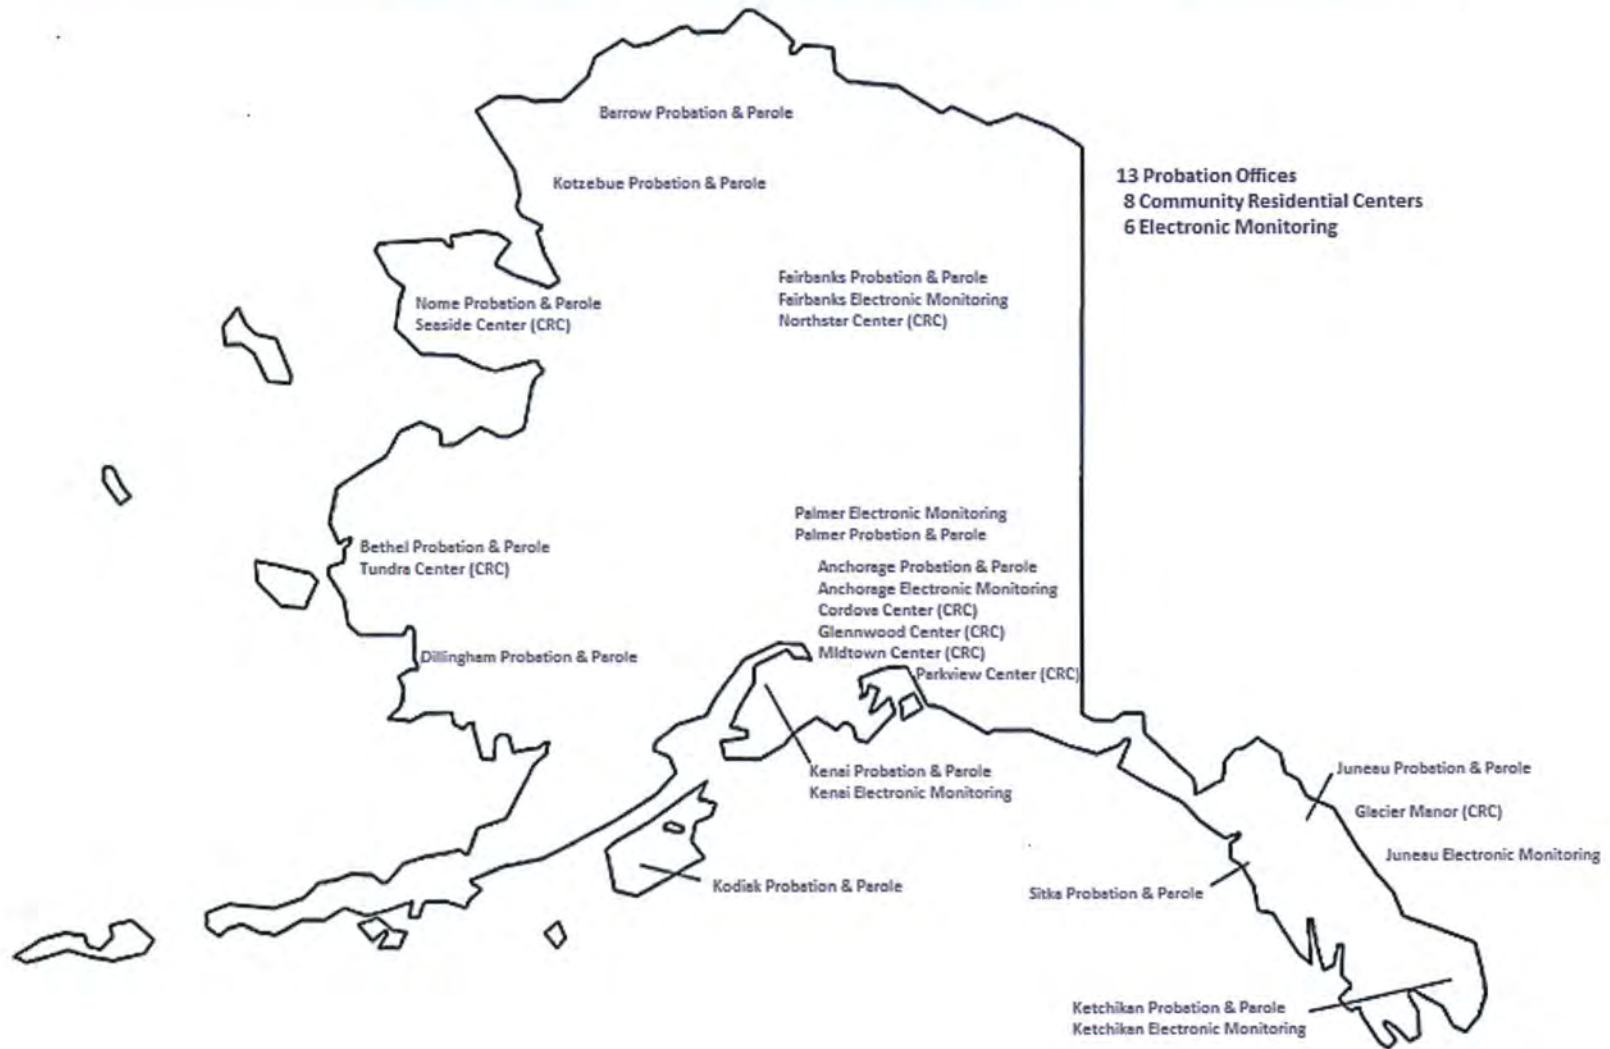 Barrow Probation & Parole
Kotzebue Probation & Parole
13 Probation Offices
8 Community Residential Centers
6 Electronic Monitoring
Nome Probation & Parole
Seaside Center (CRC)
Fairbanks Probation & Parole
Fairbanks Electronic Monitoring
Northstar Center (CRC)
Bethel Probation & Parole
Tundra Center (CRC)
Palmer Electronic Monitoring
Palmer Probation & Parole
Anchorage Probation & Parole
Anchorage Electronic Monitoring
Cordova Center (CRC)
Glennwood Center (CRC)
MIdtown Center (CRC)
Parkview Center (CRC)
Dillingham Probation & Parole
Kenai Probation & Parole
Kenai Electronic Monitoring
Kodiak Probation & Parole
Juneau Probation & Parole
Glacier Manor (CRC)
Juneau Electronic Monitoring
Sitka Probation & Parole
Ketchikan Probation & Parole
Ketchikan Electronic Monitoring